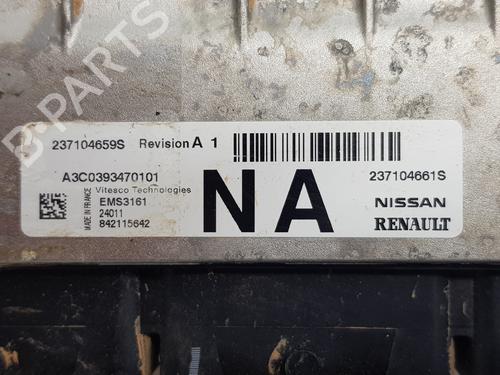 B-PARTS
237104659S Revision A 1
A3C0393470101
237104661S
MADE IN FRANCE
Vitesco Technologies
EMS3161
24011
842115642
NA
NISSAN
RENAULT